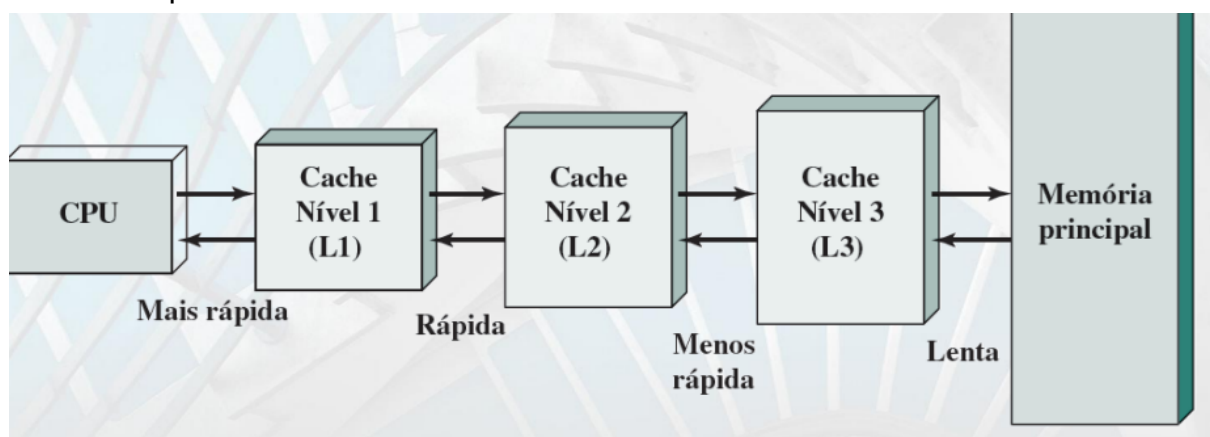 CPU
Cache
Nível 1
(L1)
Cache
Nível 2
(L2)
Cache
Nível 3
(L3)
Memória
principal
Mais rápida
Rápida
Menos
rápida
Lenta